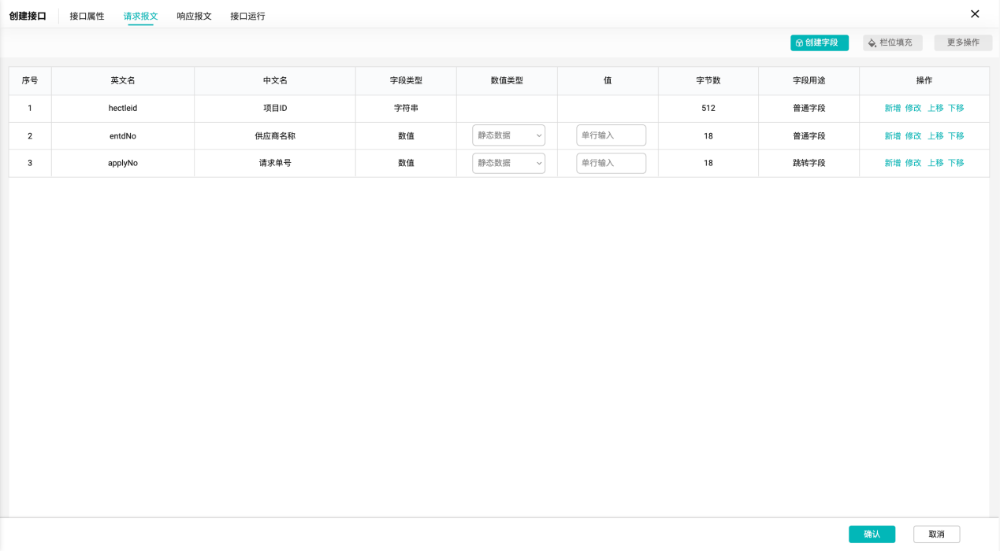 创建接口 接口属性 请求报文 响应报文 接口运行
创建字段 栏位填充 更多操作
序号 英文名 中文名 字段类型 数值类型 值 字节数 字段用途 操作
1 hectleid 项目ID 字符串 512 普通字段 新增 修改 上移 下移
2 entdNo 供应商名称 数值 静态数据 单行输入 18 普通字段 新增 修改 上移 下移
3 applyNo 请求单号 数值 静态数据 单行输入 18 跳转字段 新增 修改 上移 下移
确认 取消